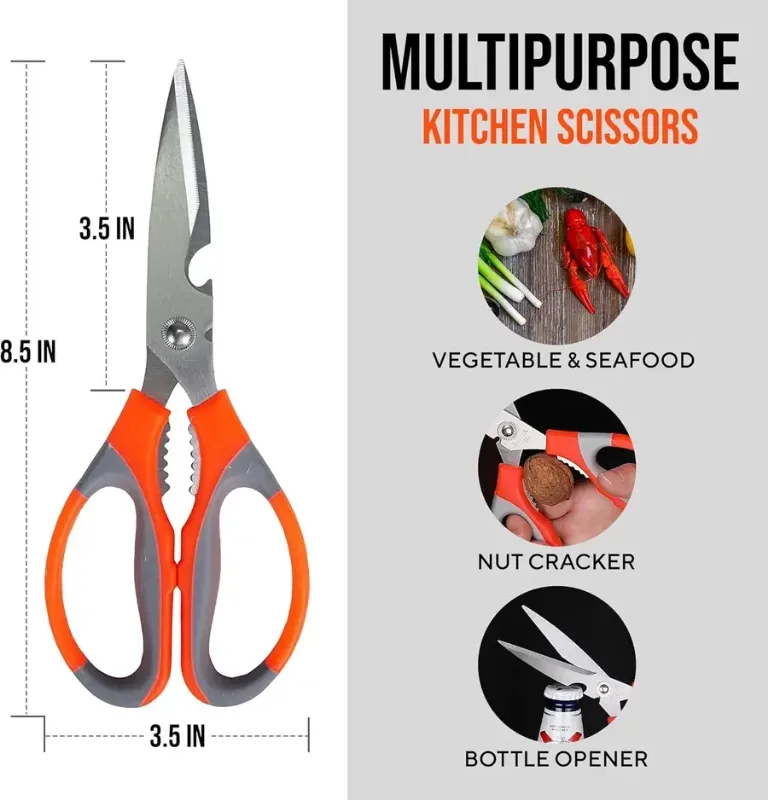 MULTIPURPOSE
KITCHEN SCISSORS
3.5 IN
8.5 IN
3.5 IN
VEGETABLE & SEAFOOD
NUT CRACKER
BOTTLE OPENER